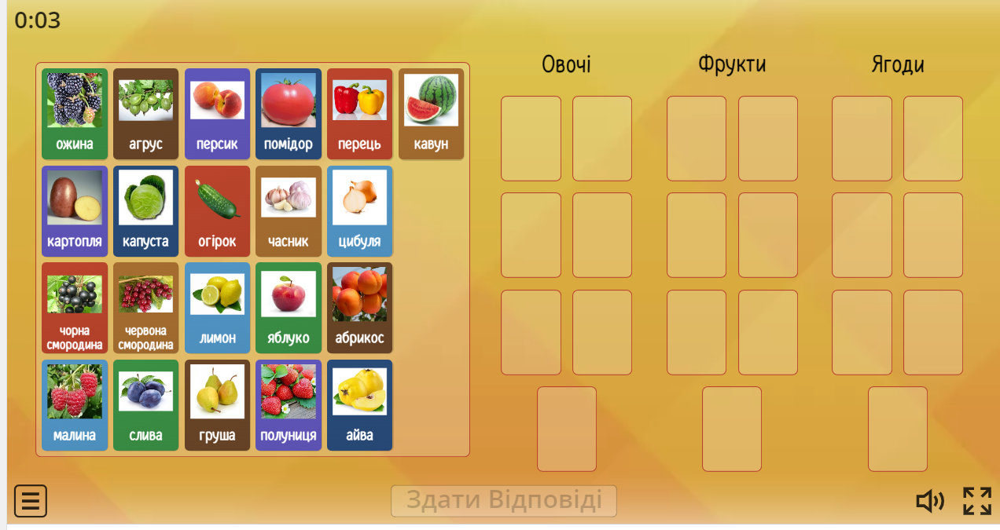 0:03
Овочі
Фрукти
Ягоди
ожина
агрус
персик
помідор
перець
кавун
картопля
капуста
огірок
часник
цибуля
чорна
смородина
червона
смородина
лимон
яблуко
абрикос
малина
слива
груша
полуниця
айва
Здати Відповіді